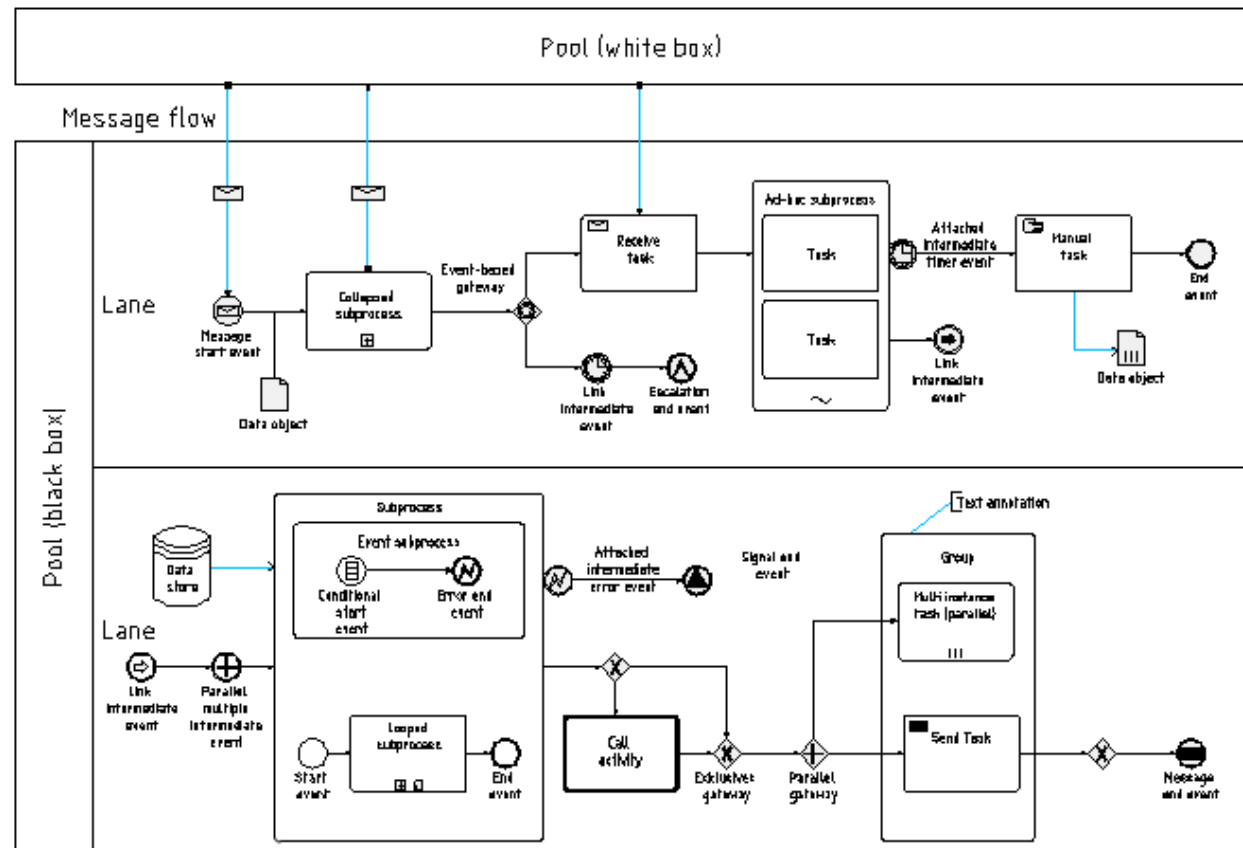 Pool (white box)
Message flow
Pool (black box)
Lane
Message
start event
Data object
Collapsed
subprocess
Event-based
gateway
Receive
task
Link
intermediate
event
Escalation
end event
Ad-hoc subprocess
Task
Task
Attached
intermediate
timer event
Link
intermediate
event
Manual
task
Data object
End
event
Lane
Data
store
Link
intermediate
event
Parallel
multiple
intermediate
event
Subprocess
Event subprocess
Conditional
start
event
Error end
event
Start
event
Looped
subprocess
End
event
Attached
intermediate
error event
Signal end
event
Call
activity
Exklusives
gateway
Parallel
gateway
Text annotation
Group
Multi instance
task (parallel)
Send Task
Message
end event